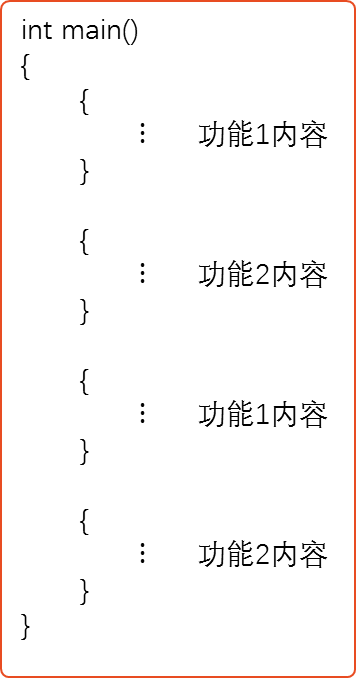 int main()
{
{
⋮ 功能1内容
}
{
⋮ 功能2内容
}
{
⋮ 功能1内容
}
{
⋮ 功能2内容
}
}